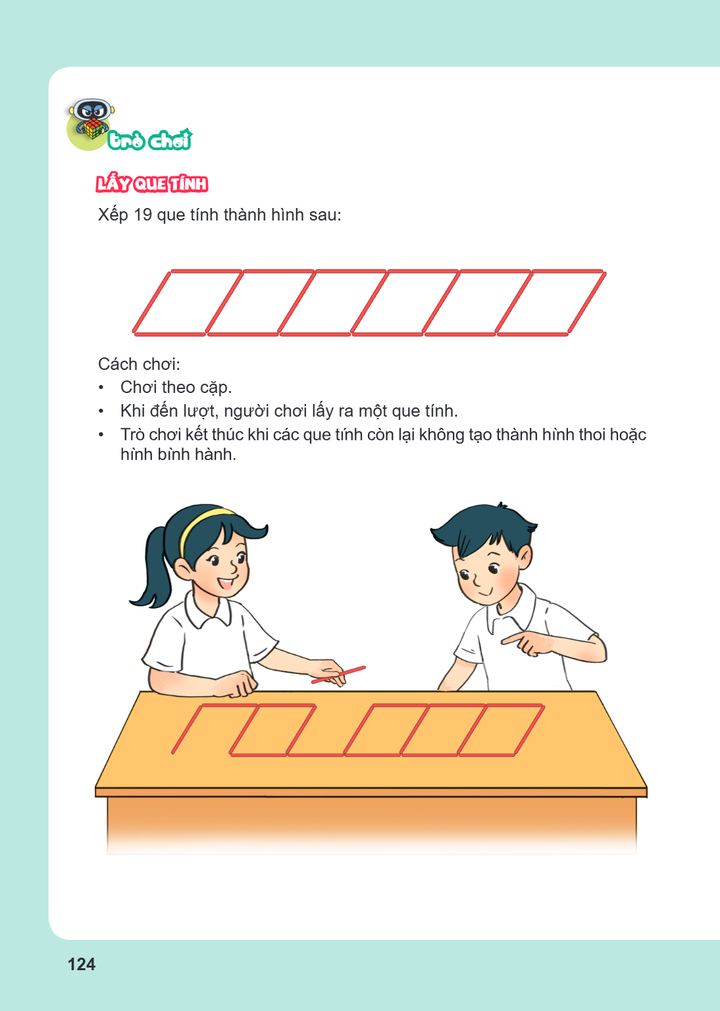 trò chơi
LẤY QUE TÍNH
Xếp 19 que tính thành hình sau:
Cách chơi:
• Chơi theo cặp.
• Khi đến lượt, người chơi lấy ra một que tính.
• Trò chơi kết thúc khi các que tính còn lại không tạo thành hình thoi hoặc
hình bình hành.
124